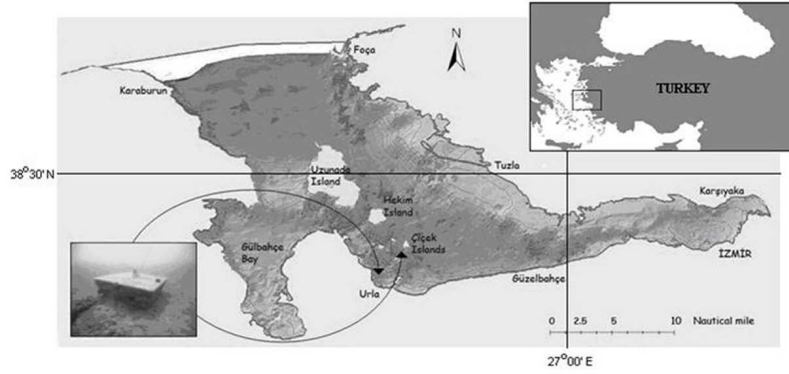 Foça
Karaburun
TURKEY
Tuzla
38°30' N
Uzunada
Island
Karşıyaka
Hekim
Island
Gülbahçe
Bay
Çiçek
Islands
İZMİR
Urla
Güzelbahçe
0 2.5 5 10 Nautical mile
27°00' E